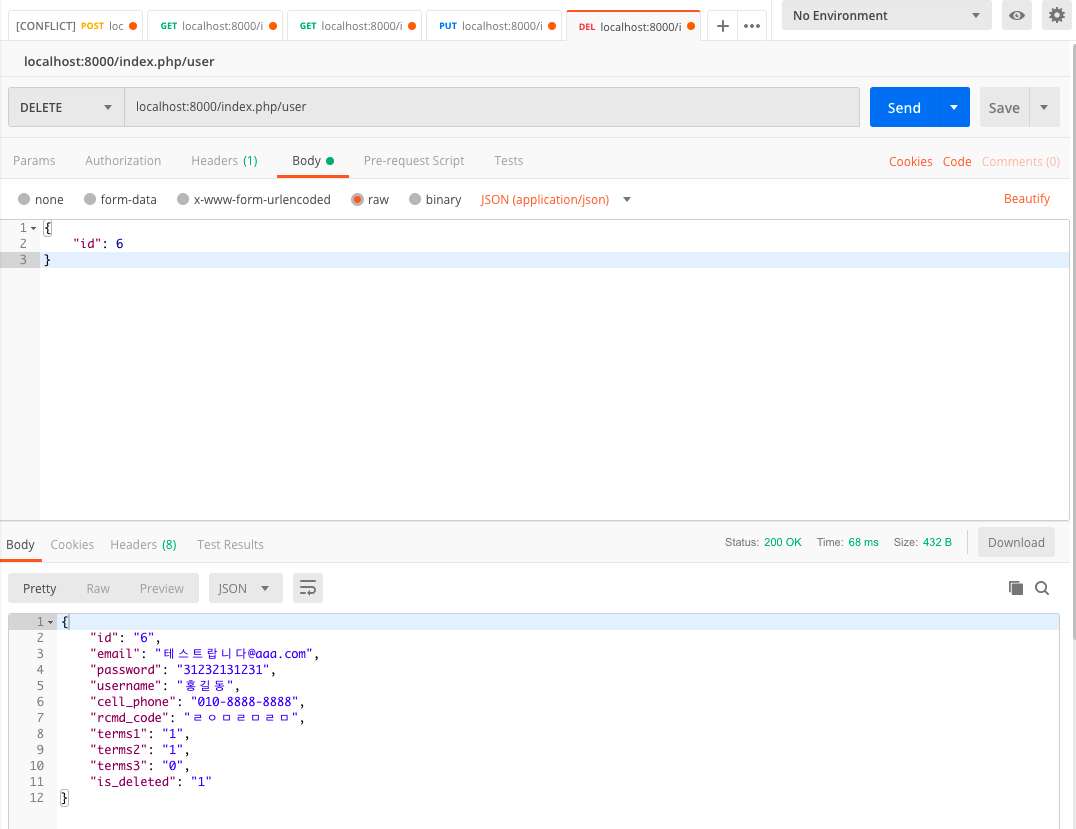 [CONFLICT] POST loc GET localhost:8000/i GET localhost:8000/i PUT localhost:8000/i DEL localhost:8000/i + ••• No Environment
localhost:8000/index.php/user
DELETE localhost:8000/index.php/user Send Save
Params Authorization Headers (1) Body Pre-request Script Tests Cookies Code Comments (0)
none form-data x-www-form-urlencoded raw binary JSON (application/json) Beautify
1 {
2 "id": 6
3 }
Body Cookies Headers (8) Test Results Status: 200 OK Time: 68 ms Size: 432 B Download
Pretty Raw Preview JSON
1 {
2 "id": "6",
3 "email": "테스트랍니다@aaa.com",
4 "password": "31232131231",
5 "username": "홍길동",
6 "cell_phone": "010-8888-8888",
7 "rcmd_code": "ㄹㅇㅁㄹㅁㄹㅁ",
8 "terms1": "1",
9 "terms2": "1",
10 "terms3": "0",
11 "is_deleted": "1"
12 }